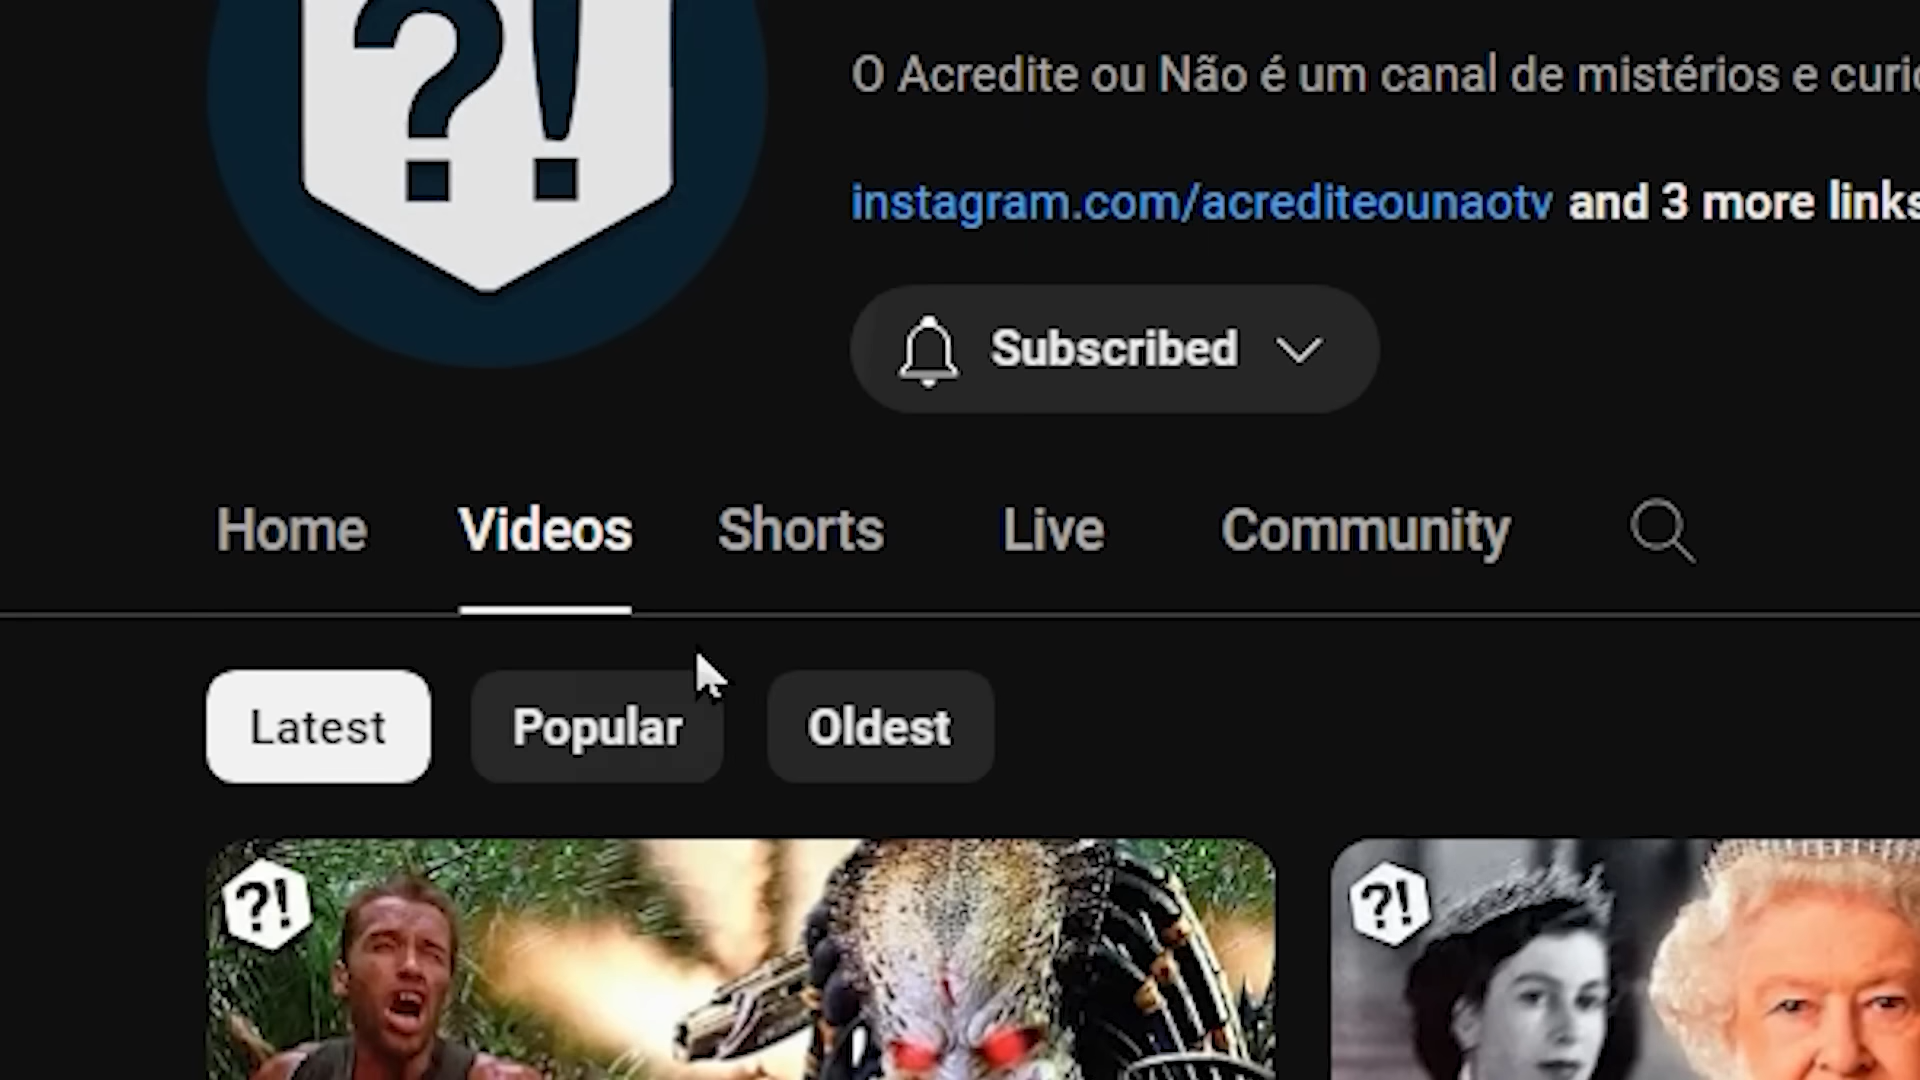 ?!
O Acredite ou Não é um canal de mistérios e
instagram.com/acrediteounaotv and 3 more links
Subscribed
Home Videos Shorts Live Community
Latest Popular Oldest
?! ?!